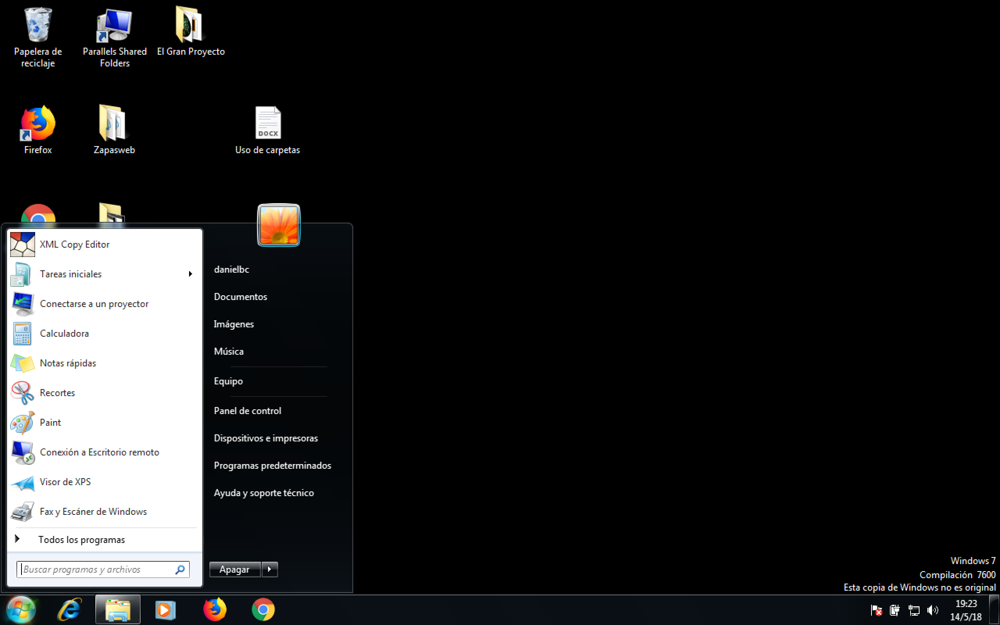 Papelera de
reciclaje
Parallels Shared
Folders
El Gran Proyecto
Firefox
Zapasweb
DOCX
Uso de carpetas
XML Copy Editor
Tareas iniciales
Conectarse a un proyector
0
Calculadora
Notas rápidas
Recortes
Paint
Conexión a Escritorio remoto
Visor de XPS
Fax y Escáner de Windows
Todos los programas
Buscar programas y archivos
danielbc
Documentos
Imágenes
Música
Equipo
Panel de control
Dispositivos e impresoras
Programas predeterminados
Ayuda y soporte técnico
Apagar
Windows 7
Compilación 7600
Esta copia de Windows no es original
19:23
14/5/18